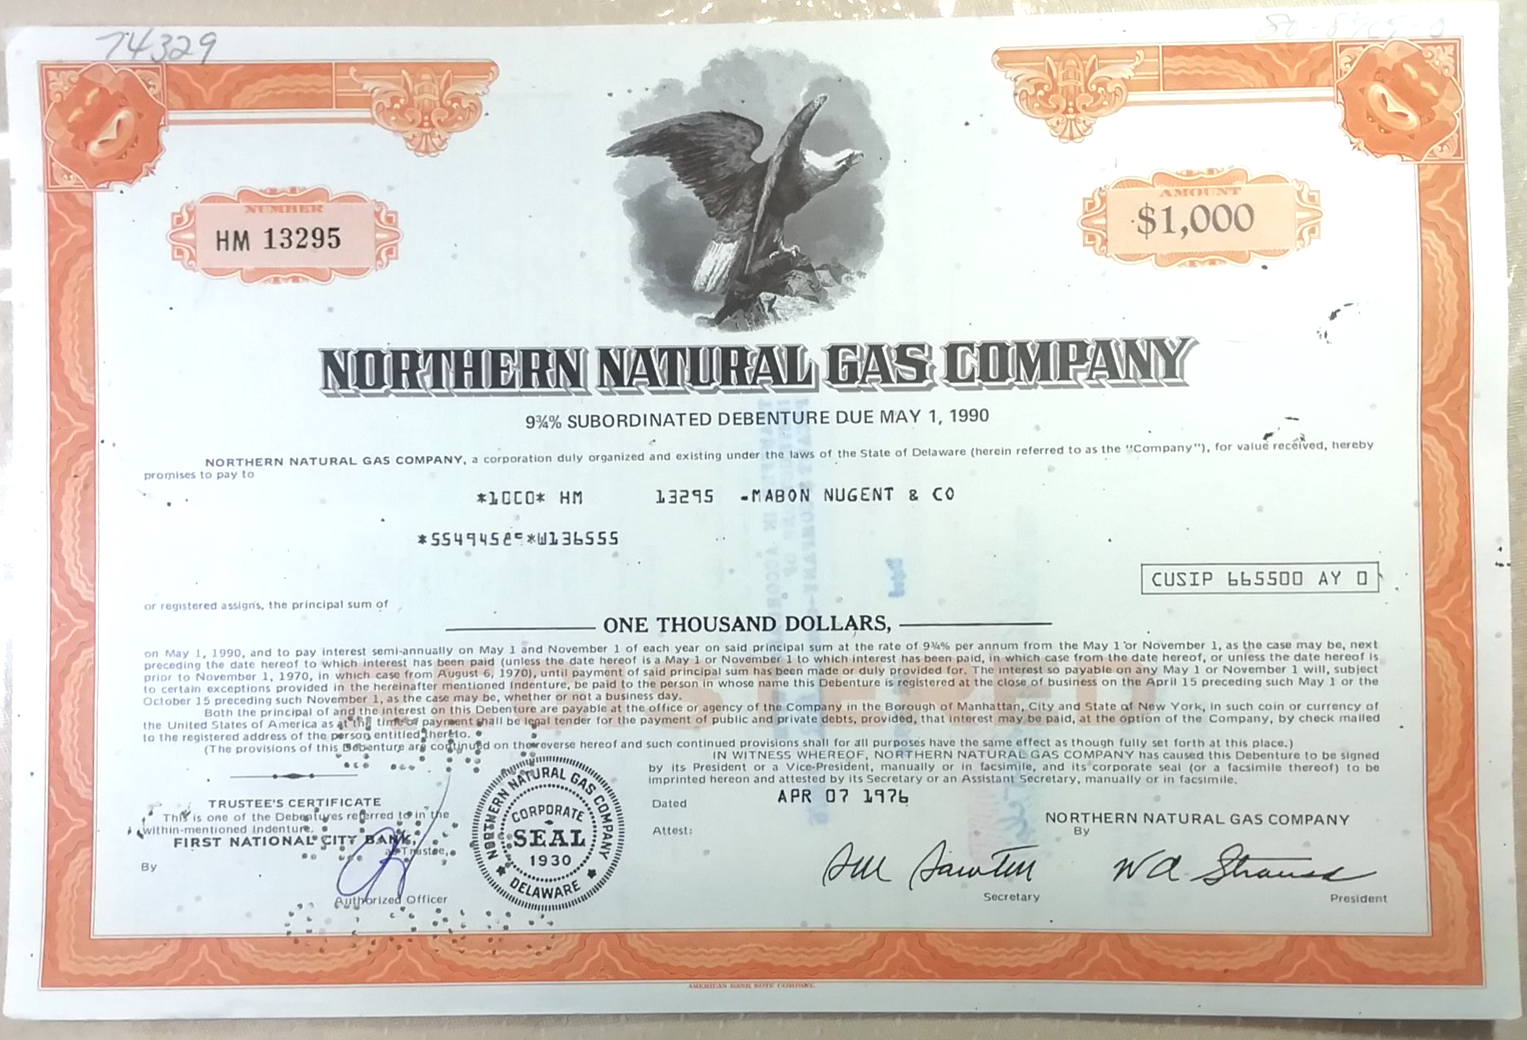 74329
NUMBER
HM 13295
AMOUNT
$1,000
NORTHERN NATURAL GAS COMPANY
9¾% SUBORDINATED DEBENTURE DUE MAY 1, 1990
NORTHERN NATURAL GAS COMPANY, a corporation duly organized and existing under the laws of the State of Delaware (herein referred to as the "Company"), for value received, hereby
promises to pay to
*1000* HM 13295 -MABON NUGENT & CO
*5549458*W136555
CUSIP 665500 AY 0
or registered assigns, the principal sum of
ONE THOUSAND DOLLARS,
on May 1, 1990, and to pay interest semi-annually on May 1 and November 1 of each year on said principal sum at the rate of 9¾% per annum from the May 1 or November 1, as the case may be, next
preceding the date hereof to which interest has been paid (unless the date hereof is a May 1 or November 1 to which interest has been paid, in which case from the date hereof, or unless the date hereof is
prior to November 1, 1970, in which case from August 6, 1970), until payment of said principal sum has been made or duly provided for. The interest so payable on any May 1 or November 1 will, subject
to certain exceptions provided in the hereinafter mentioned Indenture, be paid to the person in whose name this Debenture is registered at the close of business on the April 15 preceding such May 1 or the
October 15 preceding such November 1, as the case may be, whether or not a business day.
Both the principal of and the interest on this Debenture are payable at the office or agency of the Company in the Borough of Manhattan, City and State of New York, in such coin or currency of
the United States of America as at the time of payment shall be legal tender for the payment of public and private debts, provided, that interest may be paid, at the option of the Company, by check mailed
to the registered address of the person entitled thereto.
(The provisions of this Debenture are continued on the reverse hereof and such continued provisions shall for all purposes have the same effect as though fully set forth at this place.)
IN WITNESS WHEREOF, NORTHERN NATURAL GAS COMPANY has caused this Debenture to be signed
by its President or a Vice-President, manually or in facsimile, and its corporate seal (or a facsimile thereof) to be
imprinted hereon and attested by its Secretary or an Assistant Secretary, manually or in facsimile.
TRUSTEE'S CERTIFICATE
This is one of the Debentures referred to in the
within-mentioned Indenture.
FIRST NATIONAL CITY BANK,
as Trustee,
By
Authorized Officer
NORTHERN NATURAL GAS COMPANY
CORPORATE
SEAL
1930
DELAWARE
Dated APR 07 1976
Attest:
NORTHERN NATURAL GAS COMPANY
By
Secretary
W A Strauss
President
AMERICAN BANK NOTE COMPANY.